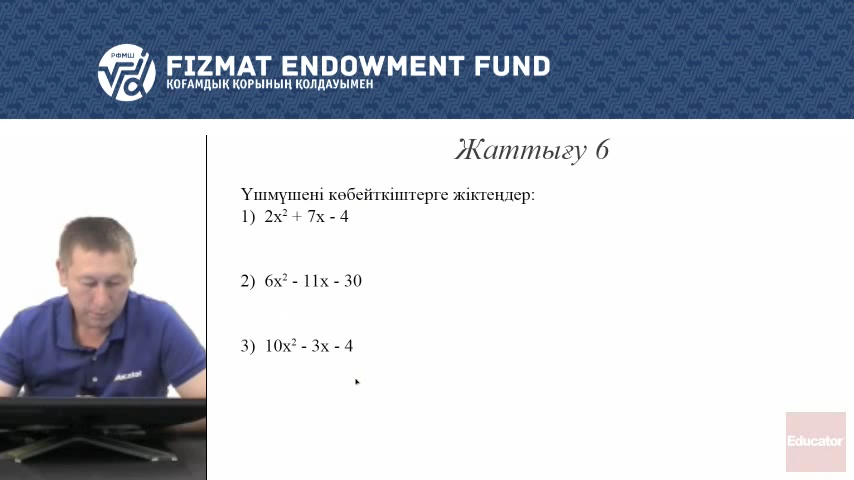 РФМШ
FIZMAT ENDOWMENT FUND
ҚОҒАМДЫҚ ҚОРЫНЫҢ ҚОЛДАУЫМЕН
Жаттығу 6
Үшмүшені көбейткіштерге жіктеңдер:
1) 2x² + 7x - 4
2) 6x² - 11x - 30
3) 10x² - 3x - 4
Educator
Educator